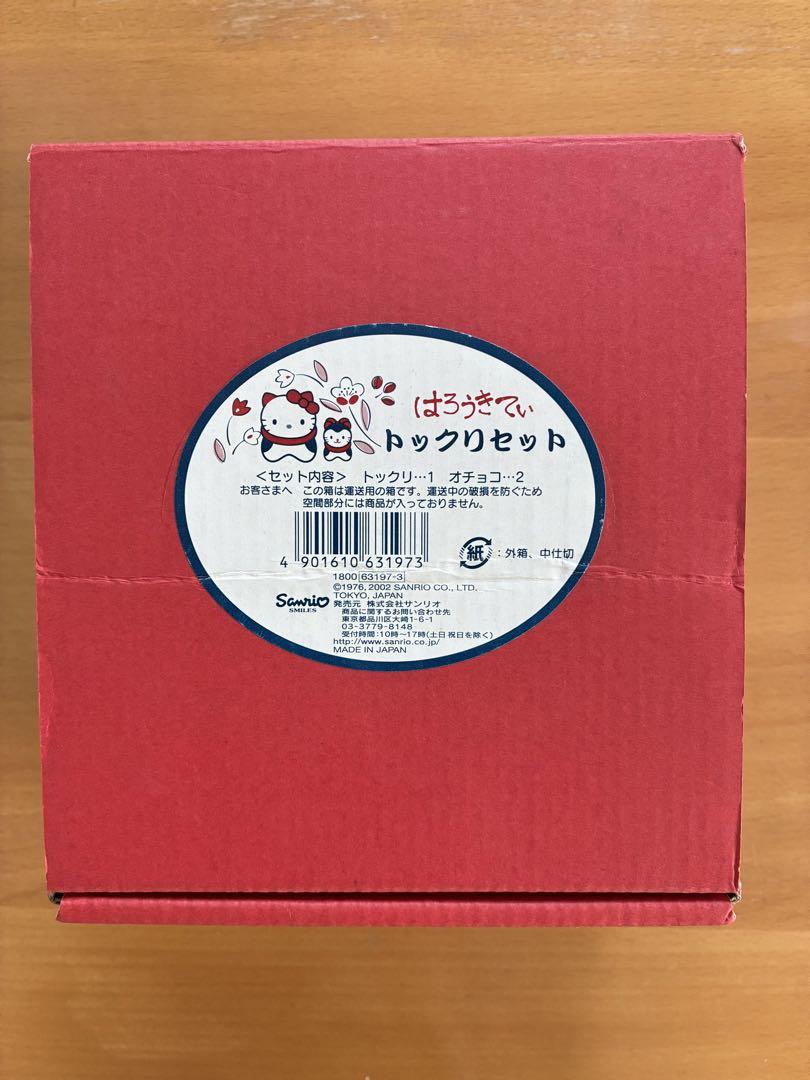 はろうきてぃ
トックリセット
＜セット内容＞ トックリ…1 オチョコ…2
お客さまへ この箱は運送用の箱です。運送中の破損を防ぐため
空間部分には商品が入っておりません。
4 901610 631973
紙：外箱、中仕切
1800 63197-3
©1976, 2002 SANRIO CO., LTD.
TOKYO, JAPAN
Sanrio
SMILES
発売元 株式会社サンリオ
商品に関するお問い合わせ先
東京都品川区大崎1-6-1
03-3779-8148
受付時間:10時～17時(土日祝日を除く)
http://www.sanrio.co.jp/
MADE IN JAPAN